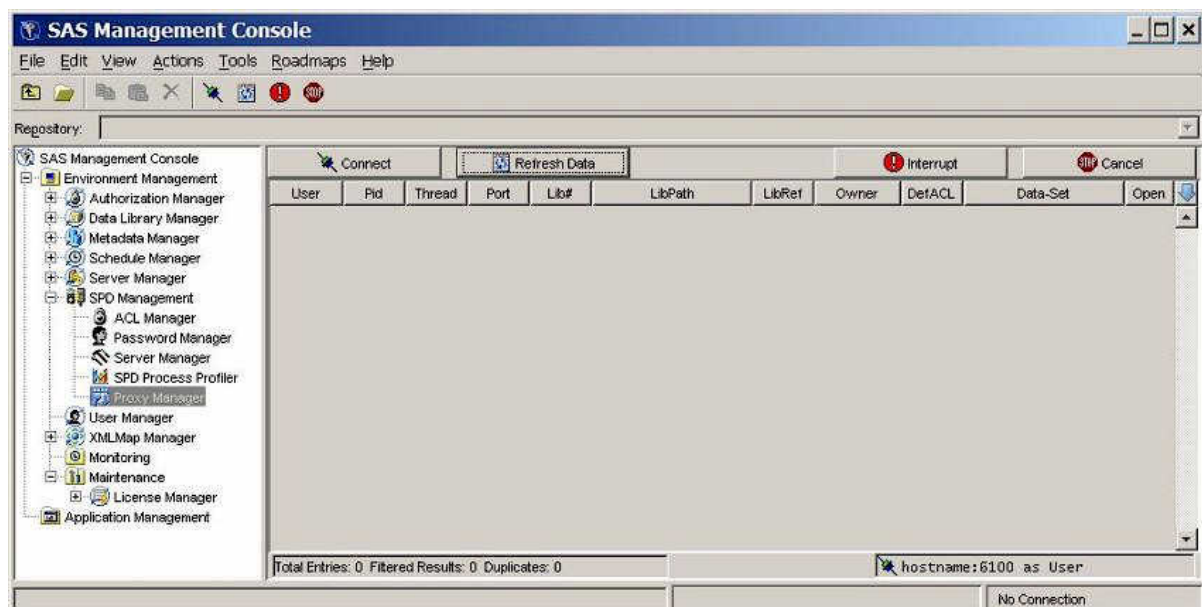 SAS Management Console
File Edit View Actions Tools Roadmaps Help
Repository:
SAS Management Console
Environment Management
Authorization Manager
Data Library Manager
Metadata Manager
Schedule Manager
Server Manager
SPD Management
ACL Manager
Password Manager
Server Manager
SPD Process Profiler
Proxy Manager
User Manager
XMLMap Manager
Monitoring
Maintenance
License Manager
Application Management
Connect Refresh Data Interrupt STOP Cancel
User Pid Thread Port Lib# LibPath LibRef Owner DefACL Data-Set Open
Total Entries: 0 Filtered Results: 0 Duplicates: 0
hostname:6100 as User
No Connection